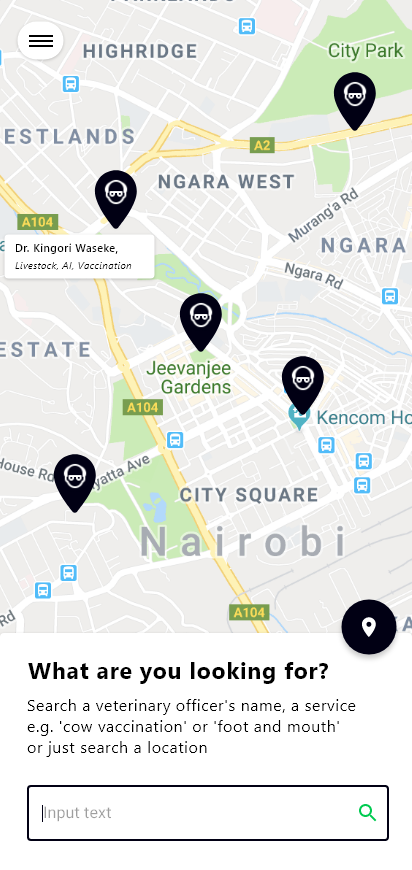 HIGHRIDGE
City Park
ESTLANDS
A2
NGARA WEST
Murang'a Rd
A104
Dr. Kingori Waseke,
Livestock, AI, Vaccination
NGARA
Ngara Rd
ESTATE
Jeevanjee
Gardens
A104
Kencom Ho
House Ro
yatta Ave
CITY SQUARE
Nairobi
A104
Rd
A
What are you looking for?
Search a veterinary officer's name, a service
e.g. 'cow vaccination' or 'foot and mouth'
or just search a location
Input text